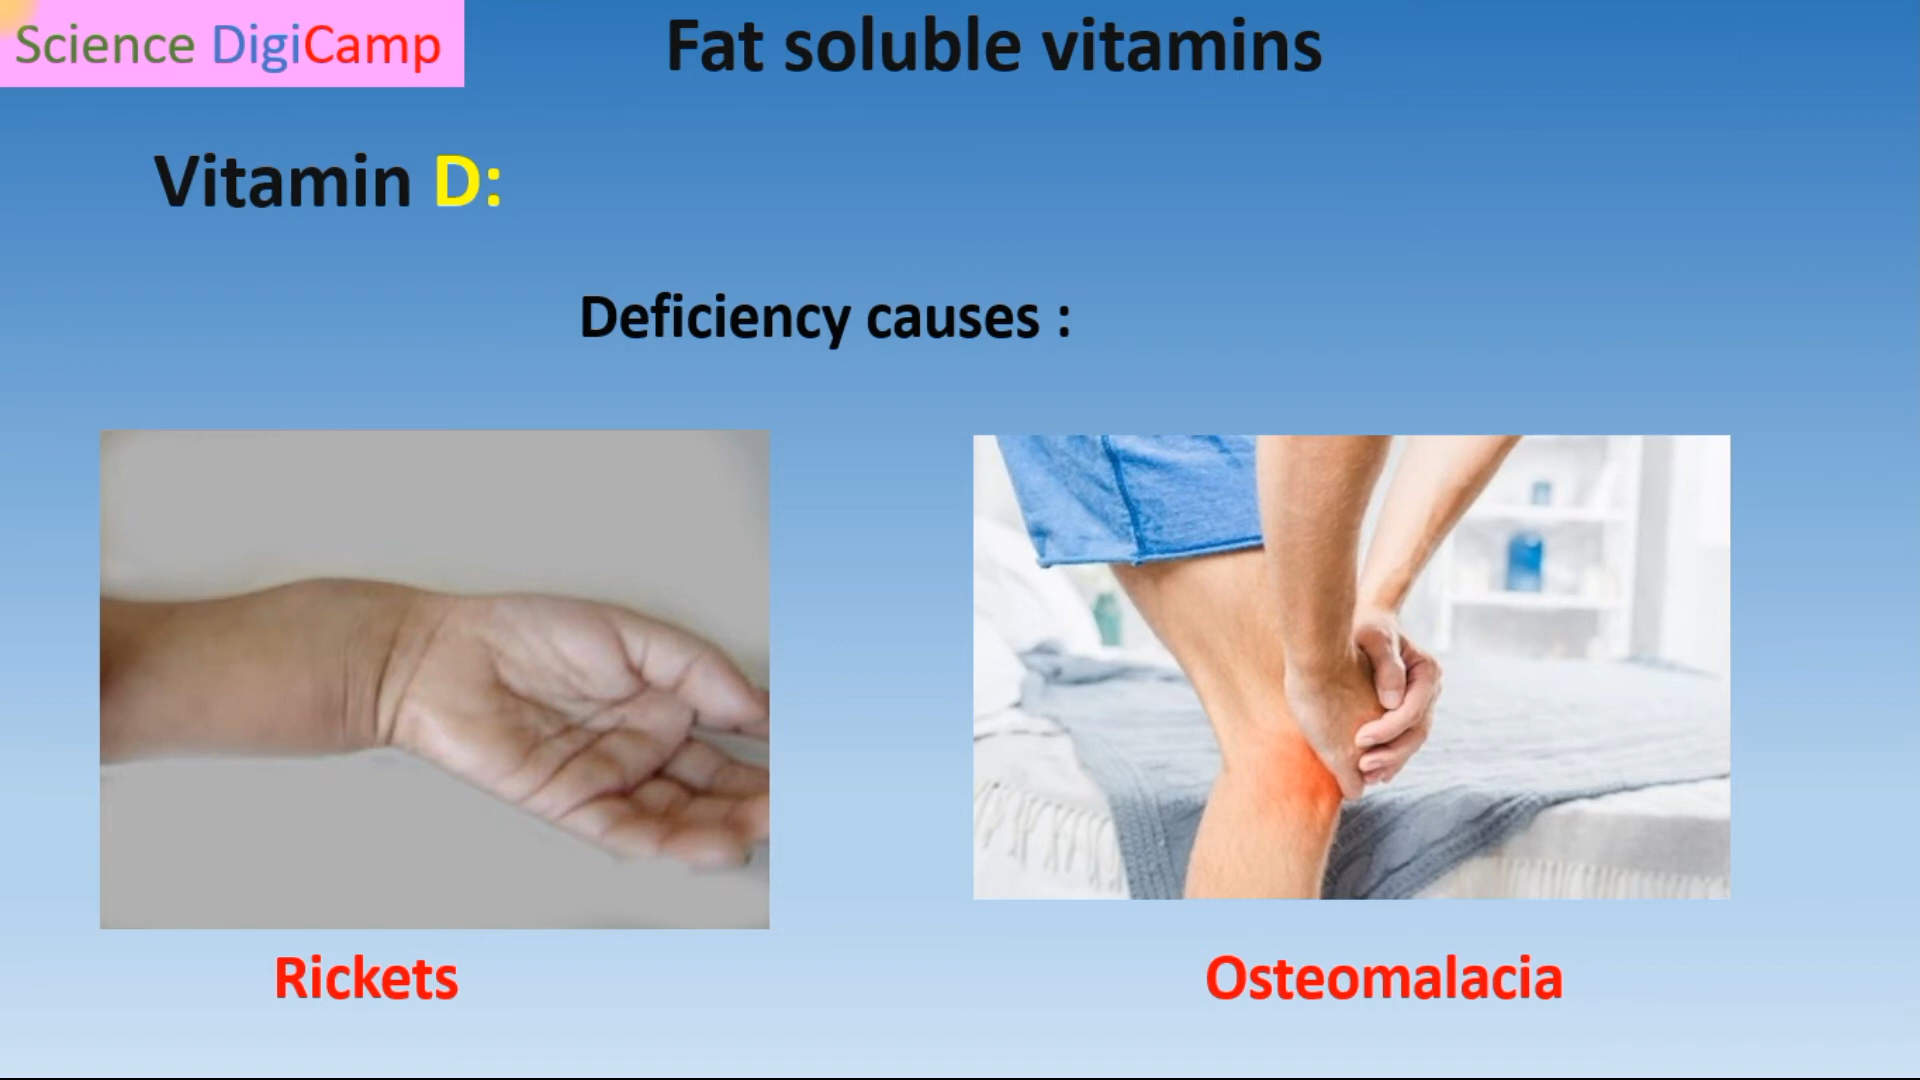 Science DigiCamp
Fat soluble vitamins
Vitamin D:
Deficiency causes :
Rickets
Osteomalacia